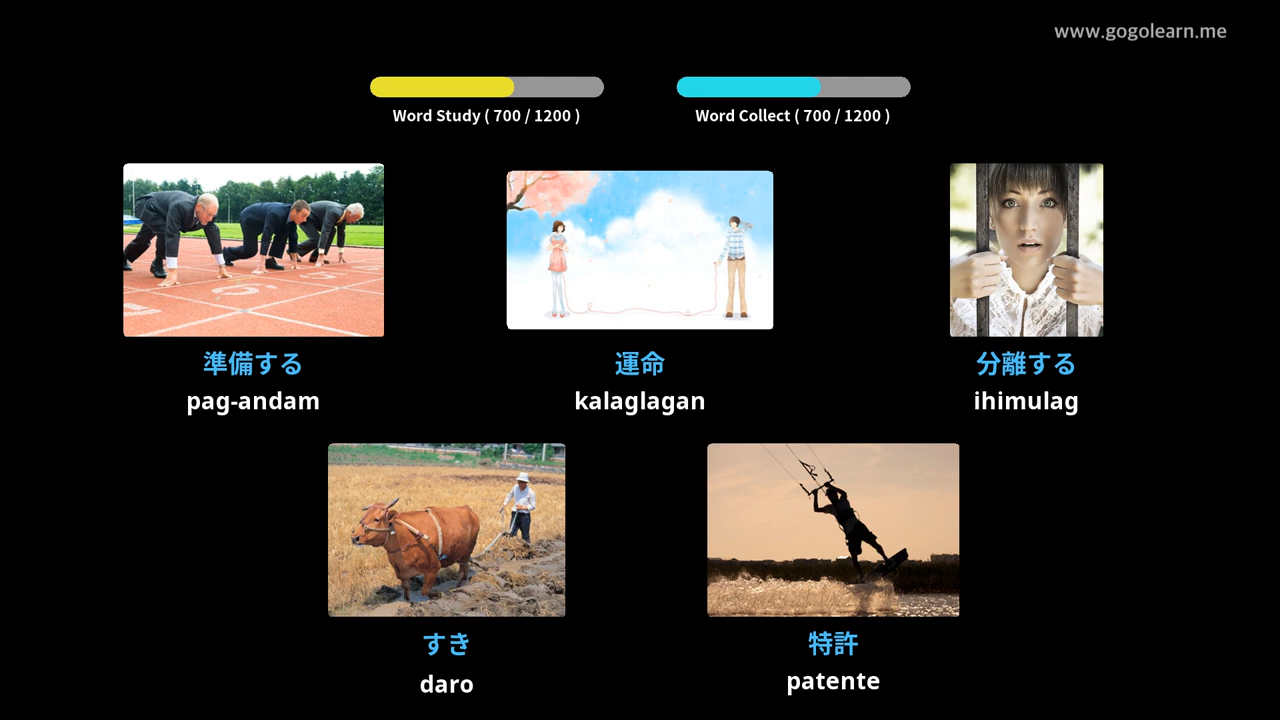 www.gogolearn.me
Word Study ( 700 / 1200 )
Word Collect ( 700 / 1200 )
準備する
pag-andam
運命
kalaglagan
分離する
ihimulag
すき
daro
特許
patente